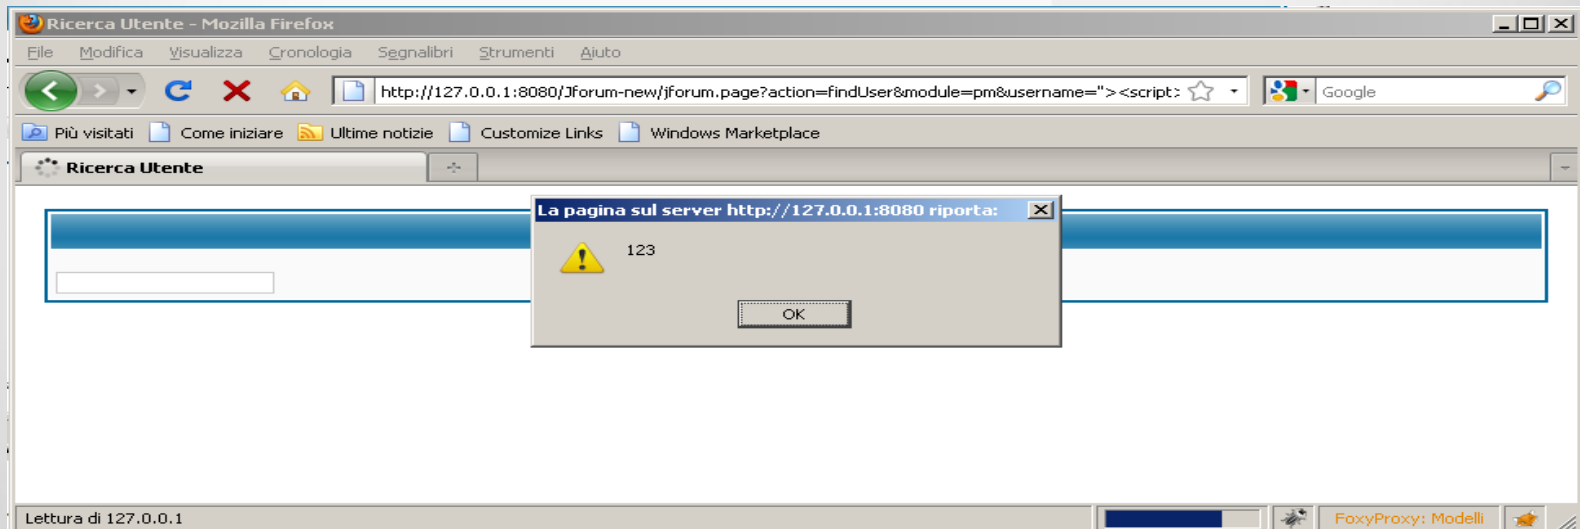 Ricerca Utente - Mozilla Firefox
File Modifica Visualizza Cronologia Segnalibri Strumenti Aiuto
http://127.0.0.1:8080/Jforum-new/jforum.page?action=findUser&module=pm&username="><script> Google
Più visitati Come iniziare Ultime notizie Customize Links Windows Marketplace
Ricerca Utente
La pagina sul server http://127.0.0.1:8080 riporta:
123
OK
Lettura di 127.0.0.1 FoxyProxy: Modelli